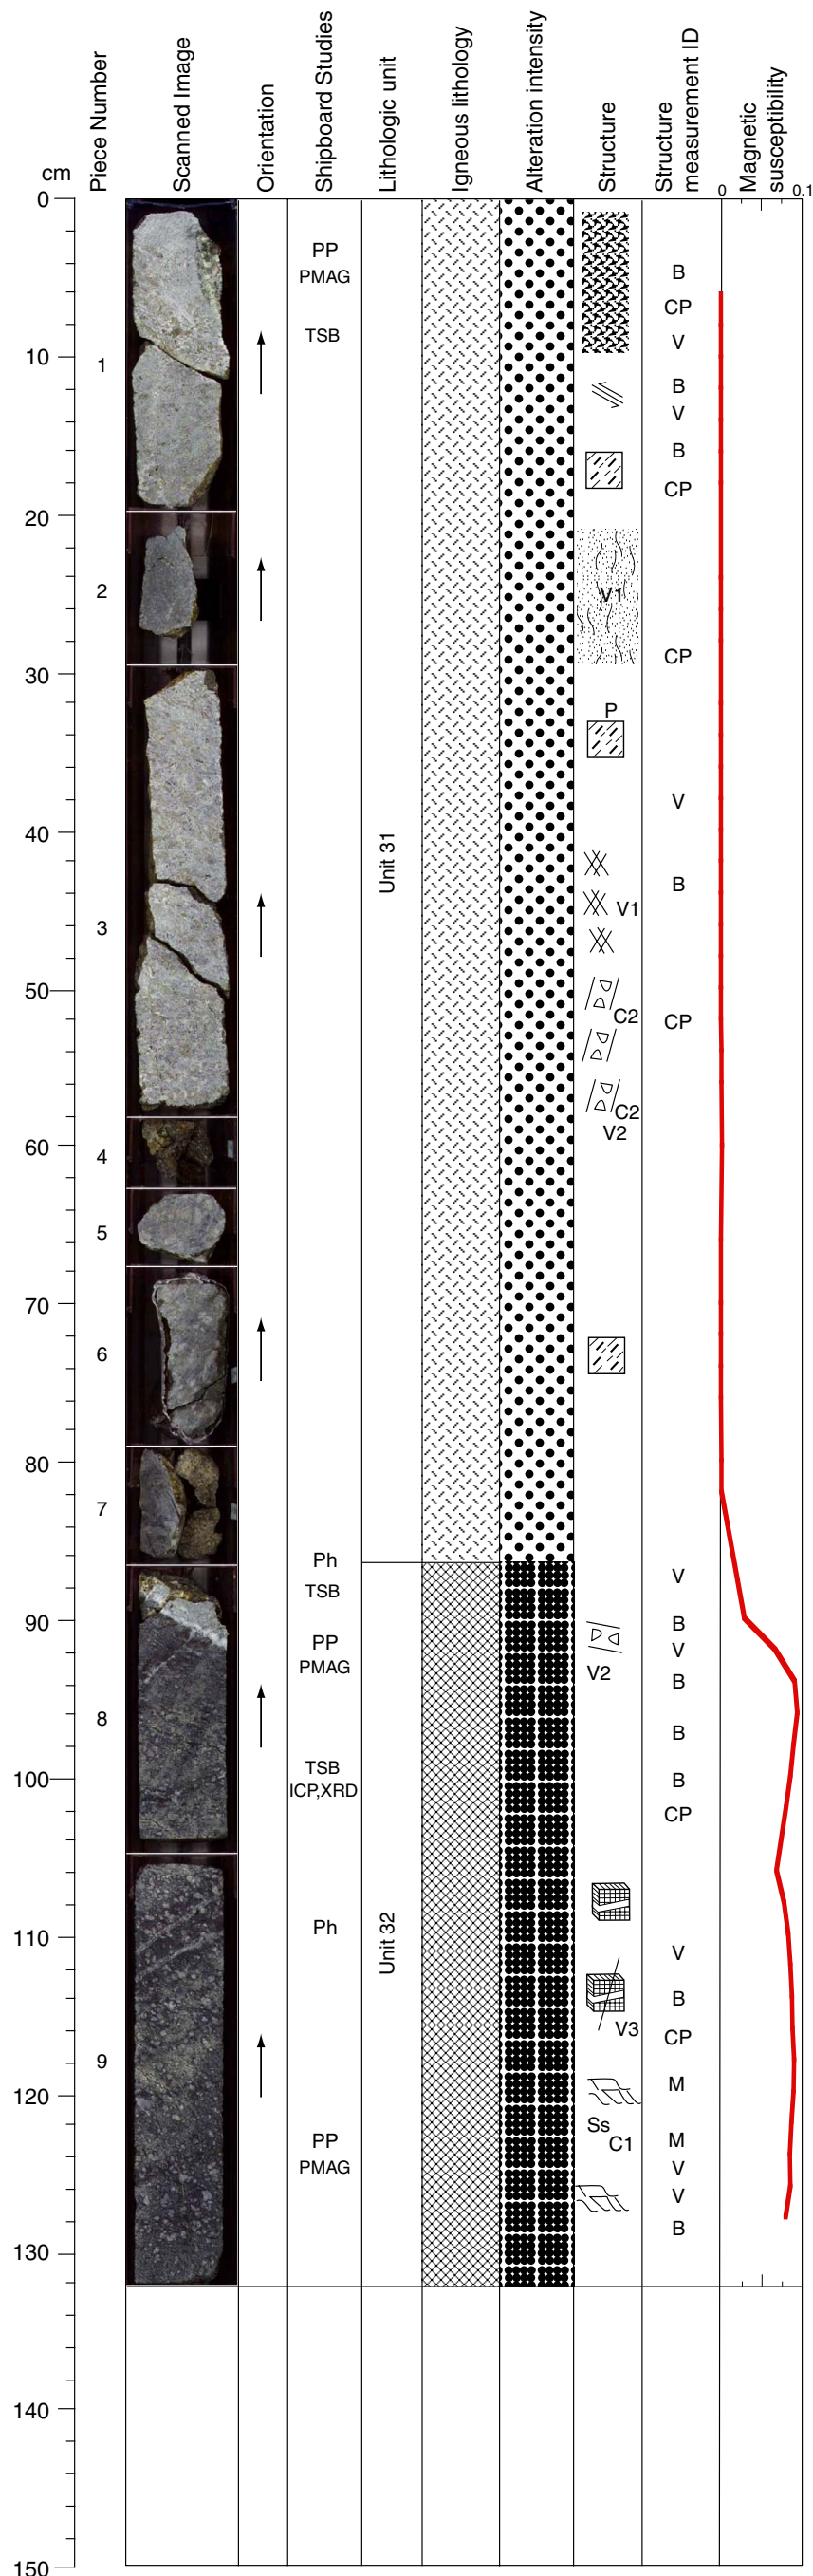 cm
Piece Number
Scanned Image
Orientation
Shipboard Studies
Lithologic unit
Igneous lithology
Alteration intensity
Structure
Structure
measurement ID
Magnetic
susceptibility
0 0.1
0
PP
B
PMAG
CP
TSB
V
10
1
B
V
B
CP
20
2
V1
CP
30
P
V
40
Unit 31
B
V1
3
50
C2
CP
C2
V2
60
4
5
70
6
80
7
Ph
V
TSB
90
B
PP
V
PMAG
V2
B
8
B
TSB
B
100
ICP,XRD
CP
Ph
110
Unit 32
V
B
V3
CP
9
M
120
Ss
C1
PP
M
PMAG
V
V
B
130
140
150